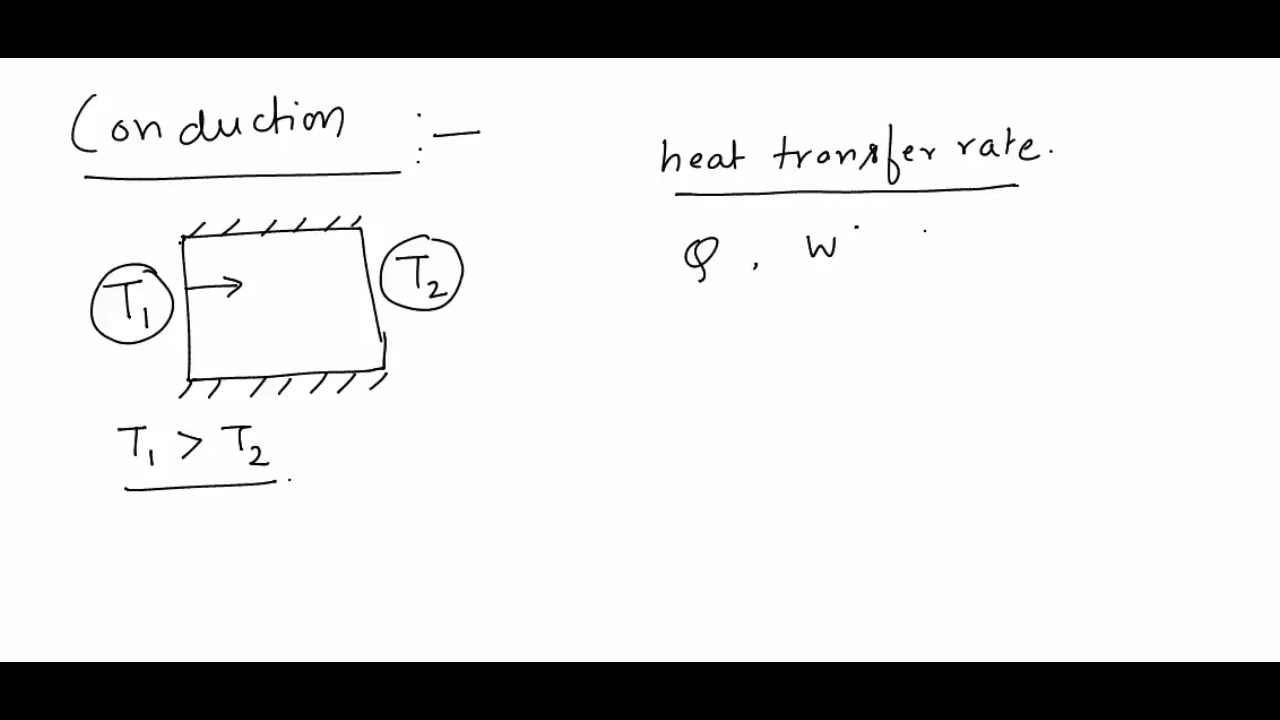 Conduction :-
heat transfer rate.
T₁
T₂
Q, W
T₁ > T₂